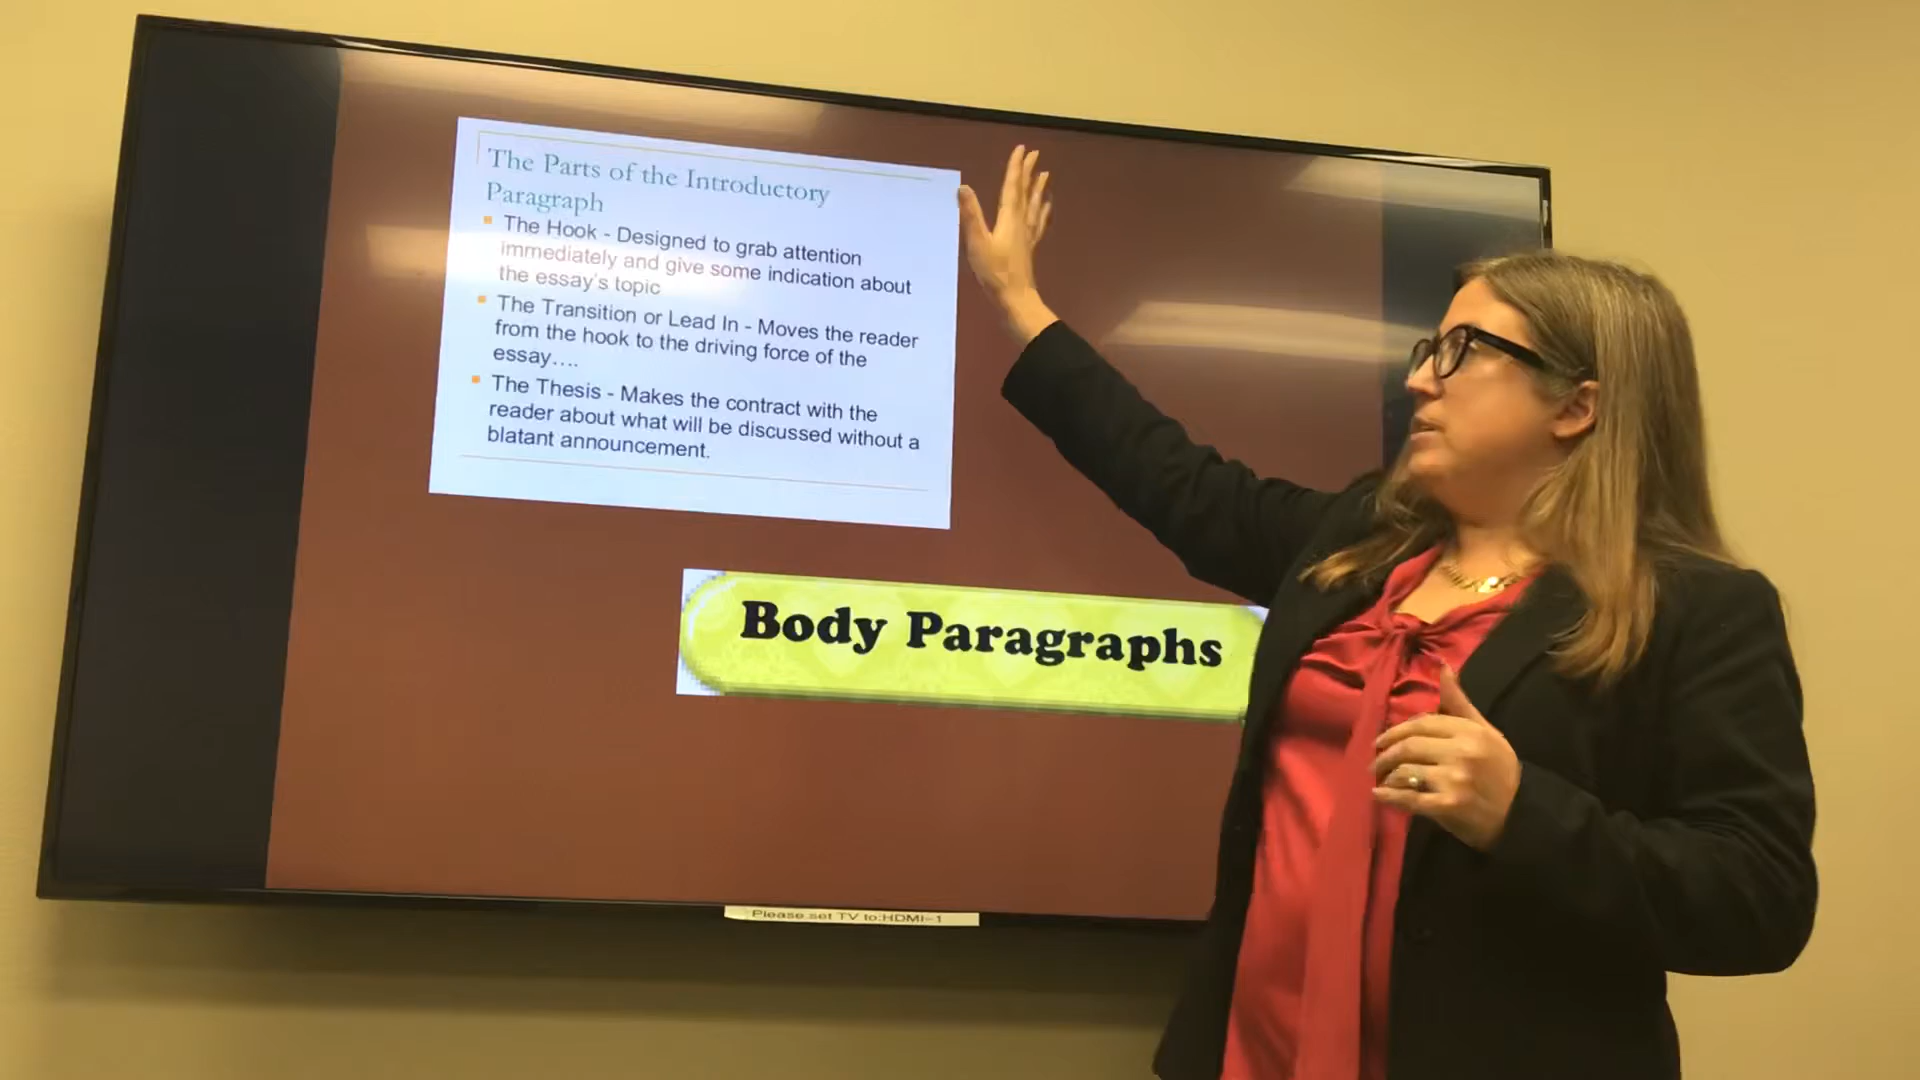 The Parts of the Introductory
Paragraph
The Hook - Designed to grab attention
immediately and give some indication about
the essay's topic
The Transition or Lead In - Moves the reader
from the hook to the driving force of the
essay....
The Thesis - Makes the contract with the
reader about what will be discussed without a
blatant announcement.
Body Paragraphs
Please set TV to:HDMI-1